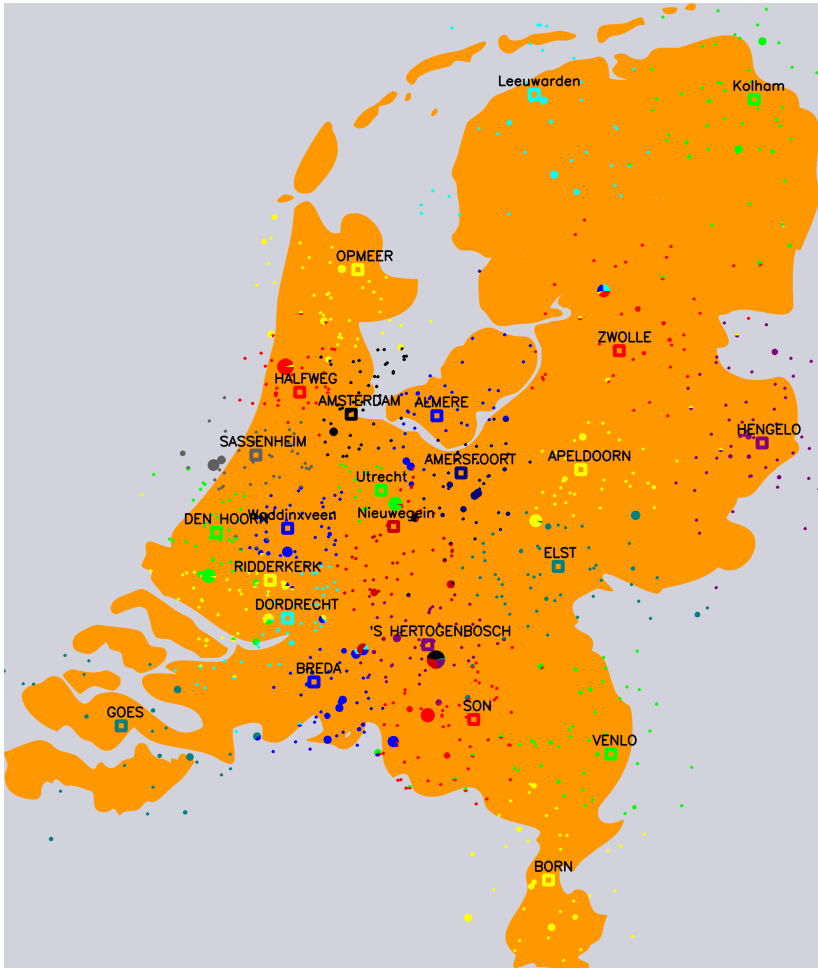 Leeuwarden
Kolham
OPMEER
ZWOLLE
HALFWEG
AMSTERDAM
ALMERE
HENGELO
SASSENHEIM
AMERSFOORT
APELDOORN
Utrecht
DEN HOORN
Waddinxveen
Nieuwegein
ELST
RIDDERKERK
DORDRECHT
'S HERTOGENBOSCH
BREDA
GOES
SON
VENLO
BORN